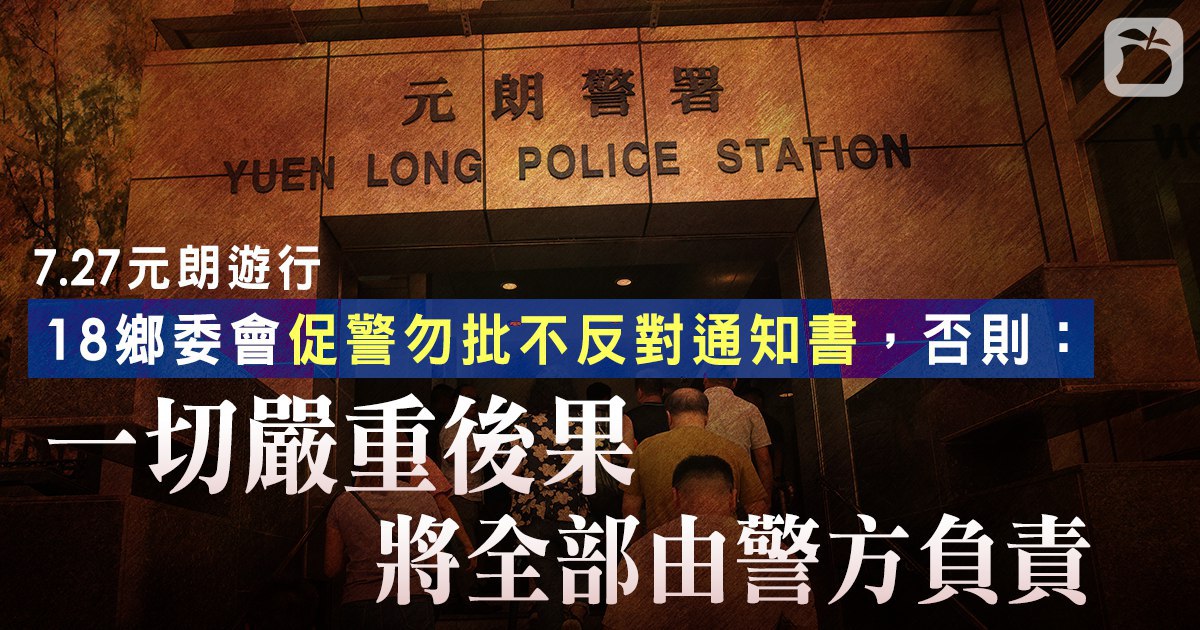 元朗警署
YUEN LONG POLICE STATION
7.27元朗遊行
18鄉委會促警勿批不反對通知書，否則：
一切嚴重後果
將全部由警方負責